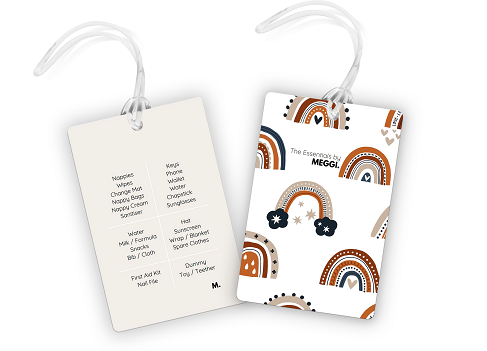 Nappies
Wipes
Change Mat
Nappy Bags
Nappy Cream
Sanitiser
Keys
Phone
Wallet
Water
Chapstick
Sunglasses
Water
Milk / Formula
Snacks
Bib / Cloth
Hat
Sunscreen
Wrap / Blanket
Spare Clothes
First Aid Kit
Nail File
Dummy
Toy / Teether
M.
The Essentials by
MEGGI.